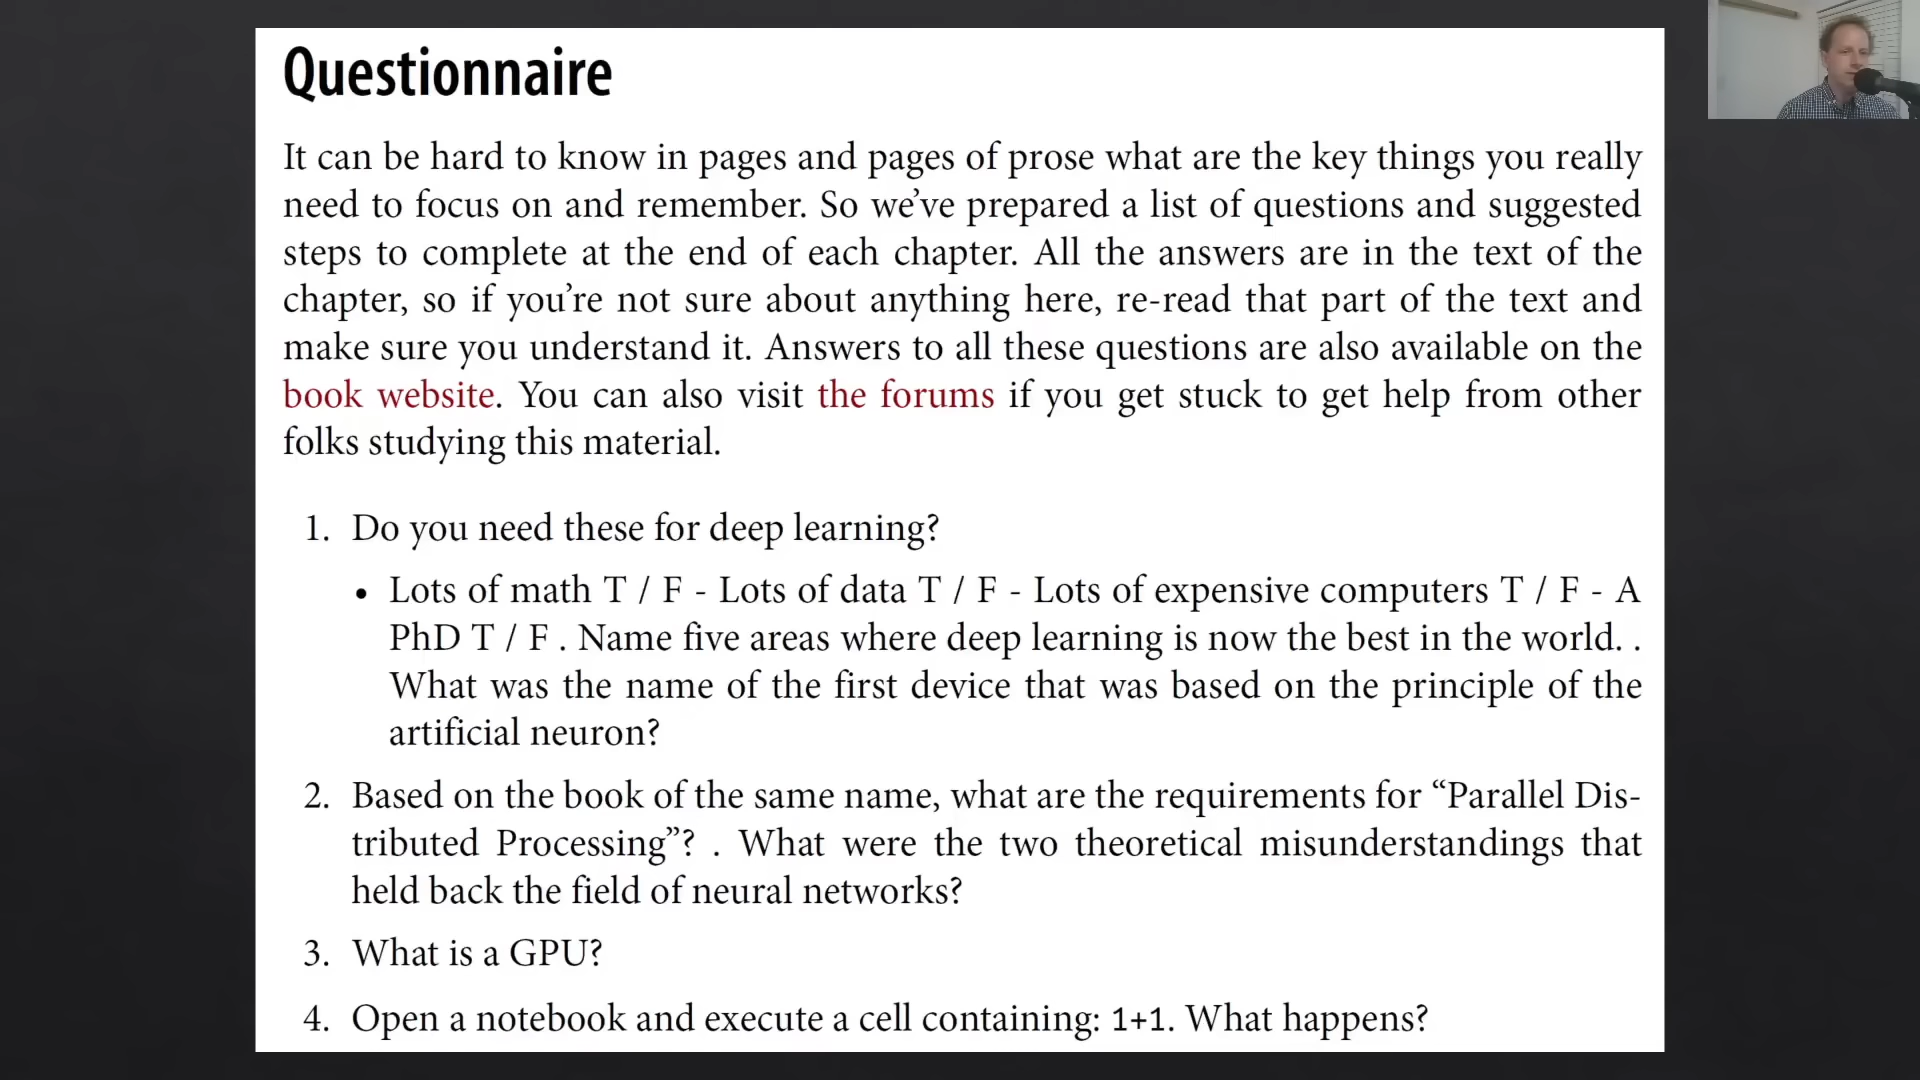 Questionnaire
It can be hard to know in pages and pages of prose what are the key things you really
need to focus on and remember. So we’ve prepared a list of questions and suggested
steps to complete at the end of each chapter. All the answers are in the text of the
chapter, so if you’re not sure about anything here, re-read that part of the text and
make sure you understand it. Answers to all these questions are also available on the
book website. You can also visit the forums if you get stuck to get help from other
folks studying this material.
1. Do you need these for deep learning?
• Lots of math T / F - Lots of data T / F - Lots of expensive computers T / F - A
PhD T / F . Name five areas where deep learning is now the best in the world. .
What was the name of the first device that was based on the principle of the
artificial neuron?
2. Based on the book of the same name, what are the requirements for “Parallel Dis-
tributed Processing”? . What were the two theoretical misunderstandings that
held back the field of neural networks?
3. What is a GPU?
4. Open a notebook and execute a cell containing: 1+1. What happens?